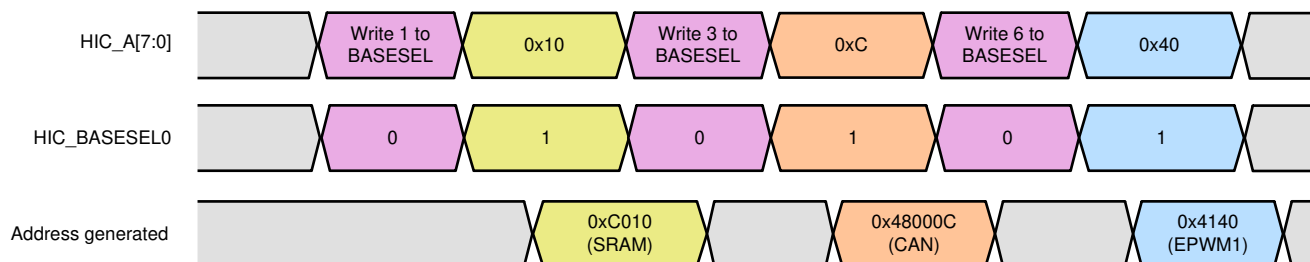 HIC_A[7:0]
Write 1 to
BASESEL
0x10
Write 3 to
BASESEL
0xC
Write 6 to
BASESEL
0x40
HIC_BASESEL0
0
1
0
1
0
1
Address generated
0xC010
(SRAM)
0x48000C
(CAN)
0x4140
(EPWM1)